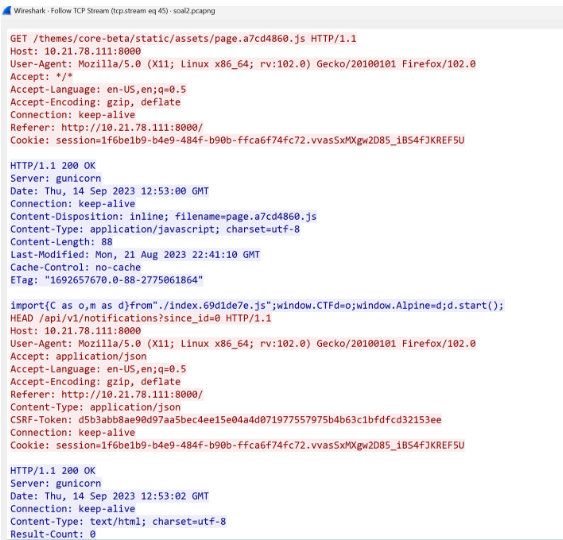 Wireshark · Follow TCP Stream (tcp.stream eq 45) · soal2.pcapng
GET /themes/core-beta/static/assets/page.a7cd4860.js HTTP/1.1
Host: 10.21.78.111:8000
User-Agent: Mozilla/5.0 (X11; Linux x86_64; rv:102.0) Gecko/20100101 Firefox/102.0
Accept: */*
Accept-Language: en-US,en;q=0.5
Accept-Encoding: gzip, deflate
Connection: keep-alive
Referer: http://10.21.78.111:8000/
Cookie: session=1f6be1b9-b4e9-484f-b90b-ffca6f74fc72.vvasSxMXgw2D85_iBS4fJKREF5U
HTTP/1.1 200 OK
Server: gunicorn
Date: Thu, 14 Sep 2023 12:53:00 GMT
Connection: keep-alive
Content-Disposition: inline; filename=page.a7cd4860.js
Content-Type: application/javascript; charset=utf-8
Content-Length: 88
Last-Modified: Mon, 21 Aug 2023 22:41:10 GMT
Cache-Control: no-cache
ETag: "1692657670.0-88-2775061864"
import{C as o,m as d}from"./index.69d1de7e.js";window.CTFd=o;window.Alpine=d;d.start();
HEAD /api/v1/notifications?since_id=0 HTTP/1.1
Host: 10.21.78.111:8000
User-Agent: Mozilla/5.0 (X11; Linux x86_64; rv:102.0) Gecko/20100101 Firefox/102.0
Accept: application/json
Accept-Language: en-US,en;q=0.5
Accept-Encoding: gzip, deflate
Referer: http://10.21.78.111:8000/
Content-Type: application/json
CSRF-Token: d5b3abb8ae90d97aa5bec4ee15e04a4d071977557975b4b63c1bfdfcd32153ee
Connection: keep-alive
Cookie: session=1f6be1b9-b4e9-484f-b90b-ffca6f74fc72.vvasSxMXgw2D85_iBS4fJKREF5U
HTTP/1.1 200 OK
Server: gunicorn
Date: Thu, 14 Sep 2023 12:53:02 GMT
Connection: keep-alive
Content-Type: text/html; charset=utf-8
Result-Count: 0